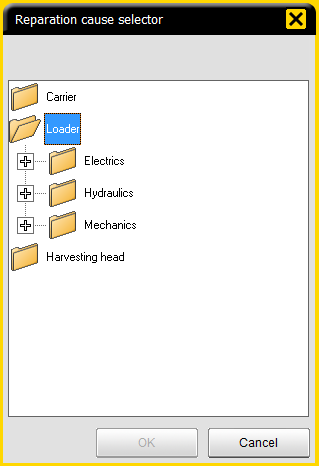 Reparation cause selector
Carrier
Loader
Electrics
Hydraulics
Mechanics
Harvesting head
OK
Cancel